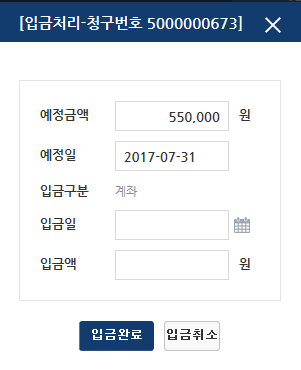 [입금처리-청구번호 5000000673]
예정금액 550,000 원
예정일 2017-07-31
입금구분 계좌
입금일
입금액 원
입금완료 입금취소